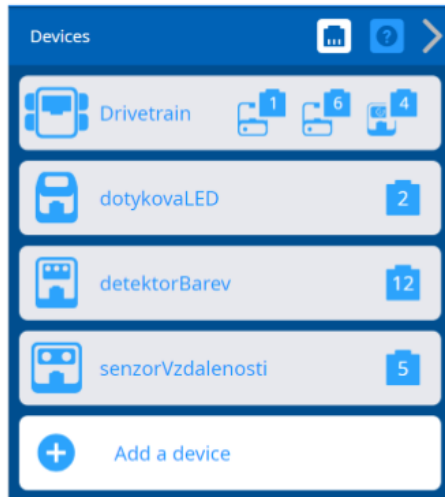 Devices ?
Drivetrain 1 6 4
dotykovaLED 2
detektorBarev 12
senzorVzdalenosti 5
Add a device